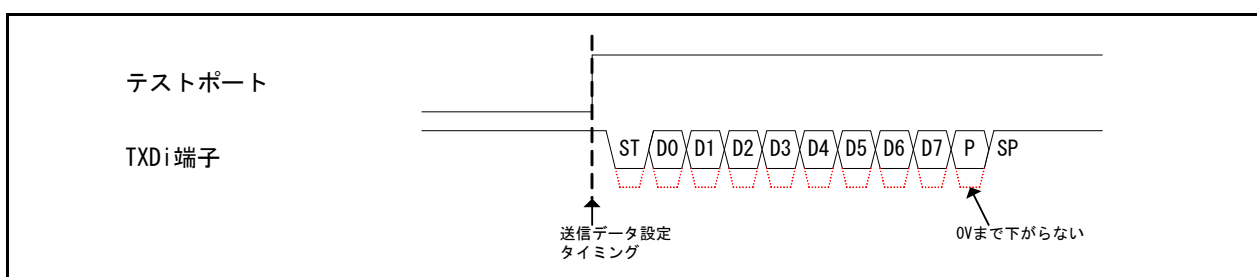 テストポート
TXDi端子 ST D0 D1 D2 D3 D4 D5 D6 D7 P SP
送信データ設定
タイミング
0Vまで下がらない